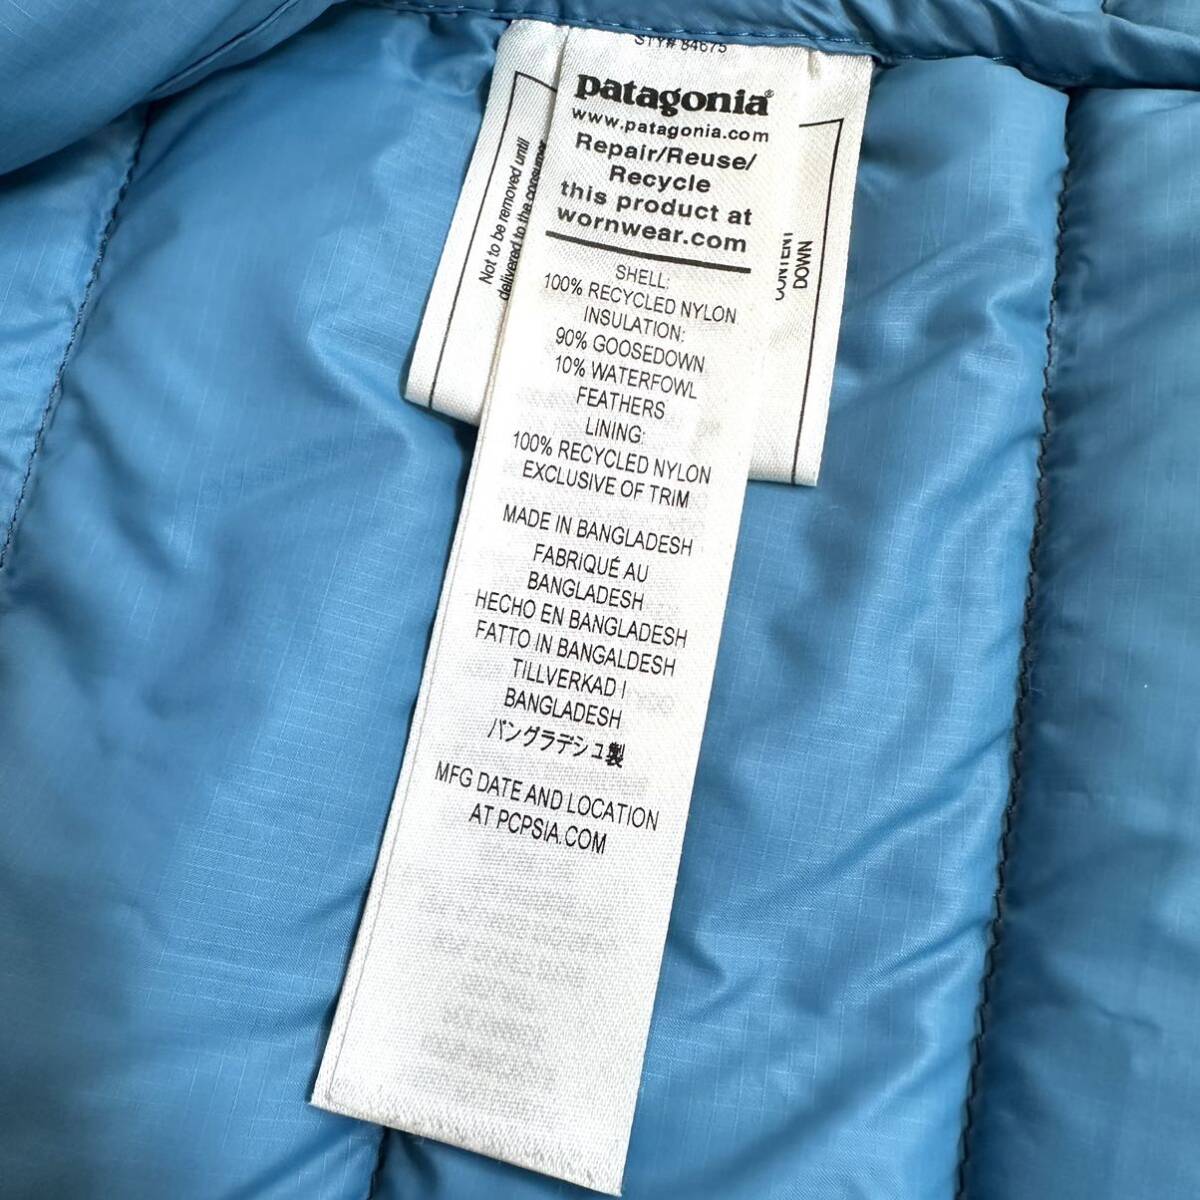 STY# 84675
patagonia®
www.patagonia.com
Repair/Reuse/
Recycle
this product at
wornwear.com
SHELL:
100% RECYCLED NYLON
INSULATION:
90% GOOSEDOWN
10% WATERFOWL
FEATHERS
LINING:
100% RECYCLED NYLON
EXCLUSIVE OF TRIM
MADE IN BANGLADESH
FABRIQUÉ AU
BANGLADESH
HECHO EN BANGLADESH
FATTO IN BANGALDESH
TILLVERKAD I
BANGLADESH
バングラデシュ製
MFG DATE AND LOCATION
AT PCPSIA.COM
Not to be removed until
delivered to the consumer
CONTENT
DOWN